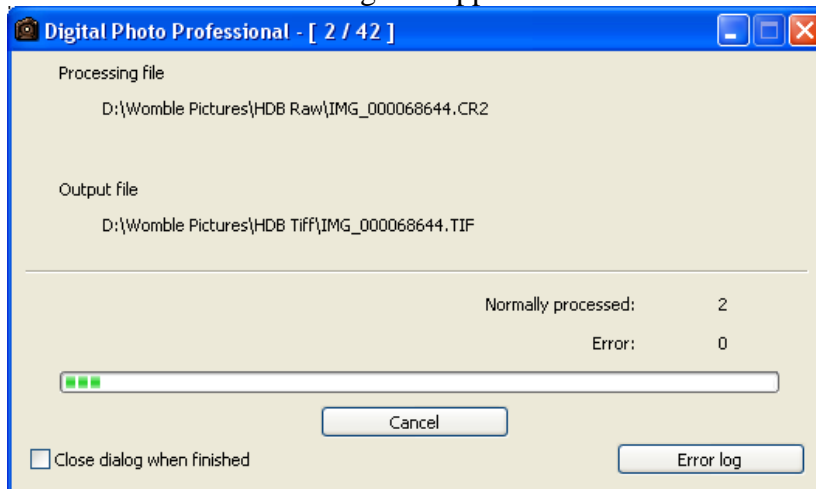 Digital Photo Professional - [ 2 / 42 ]
Processing file
D:\Womble Pictures\HDB Raw\IMG_000068644.CR2
Output file
D:\Womble Pictures\HDB Tiff\IMG_000068644.TIF
Normally processed: 2
Error: 0
Cancel
Close dialog when finished
Error log